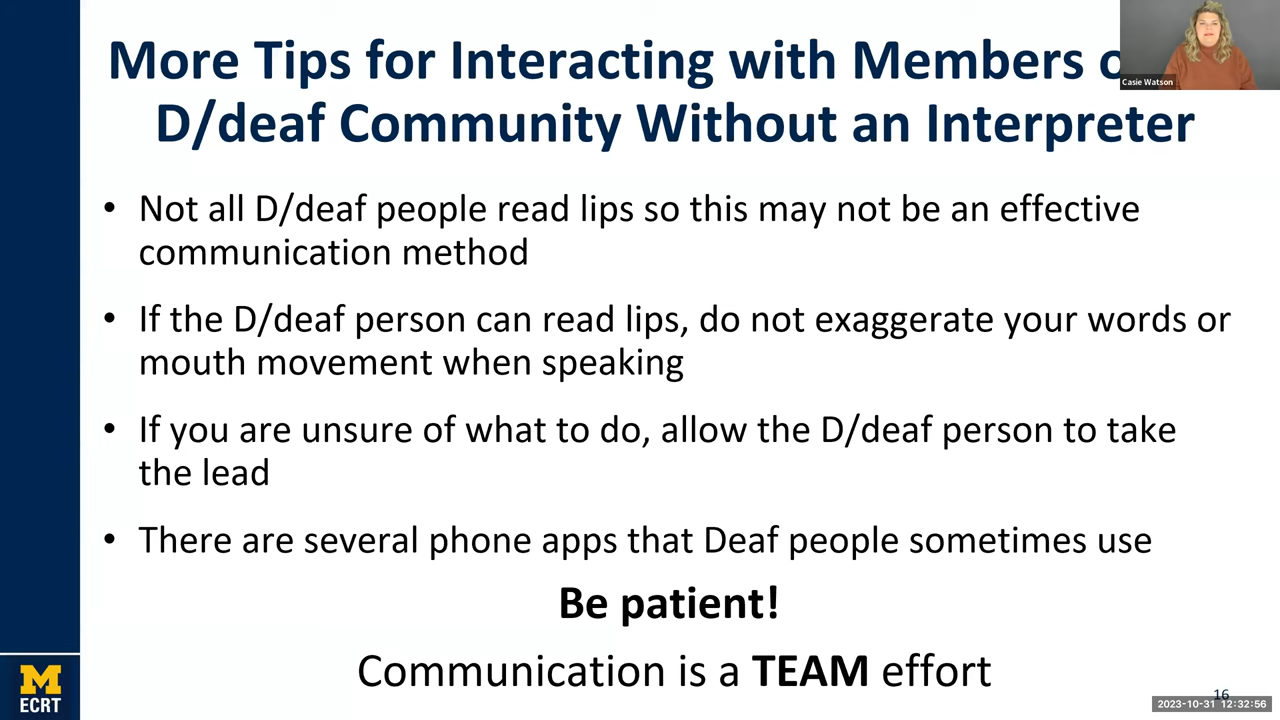 More Tips for Interacting with Members
D/deaf Community Without an Interpreter
Casie Watson
• Not all D/deaf people read lips so this may not be an effective
communication method
• If the D/deaf person can read lips, do not exaggerate your words or
mouth movement when speaking
• If you are unsure of what to do, allow the D/deaf person to take
the lead
• There are several phone apps that Deaf people sometimes use
Be patient!
Communication is a TEAM effort
M
ECRT
16
2023-10-31 12:32:56